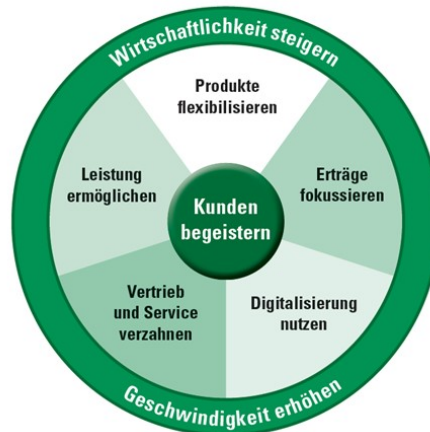 Wirtschaftlichkeit steigern
Produkte
flexibilisieren
Leistung
ermöglichen
Erträge
fokussieren
Kunden
begeistern
Vertrieb
und Service
verzahnen
Digitalisierung
nutzen
Geschwindigkeit erhöhen